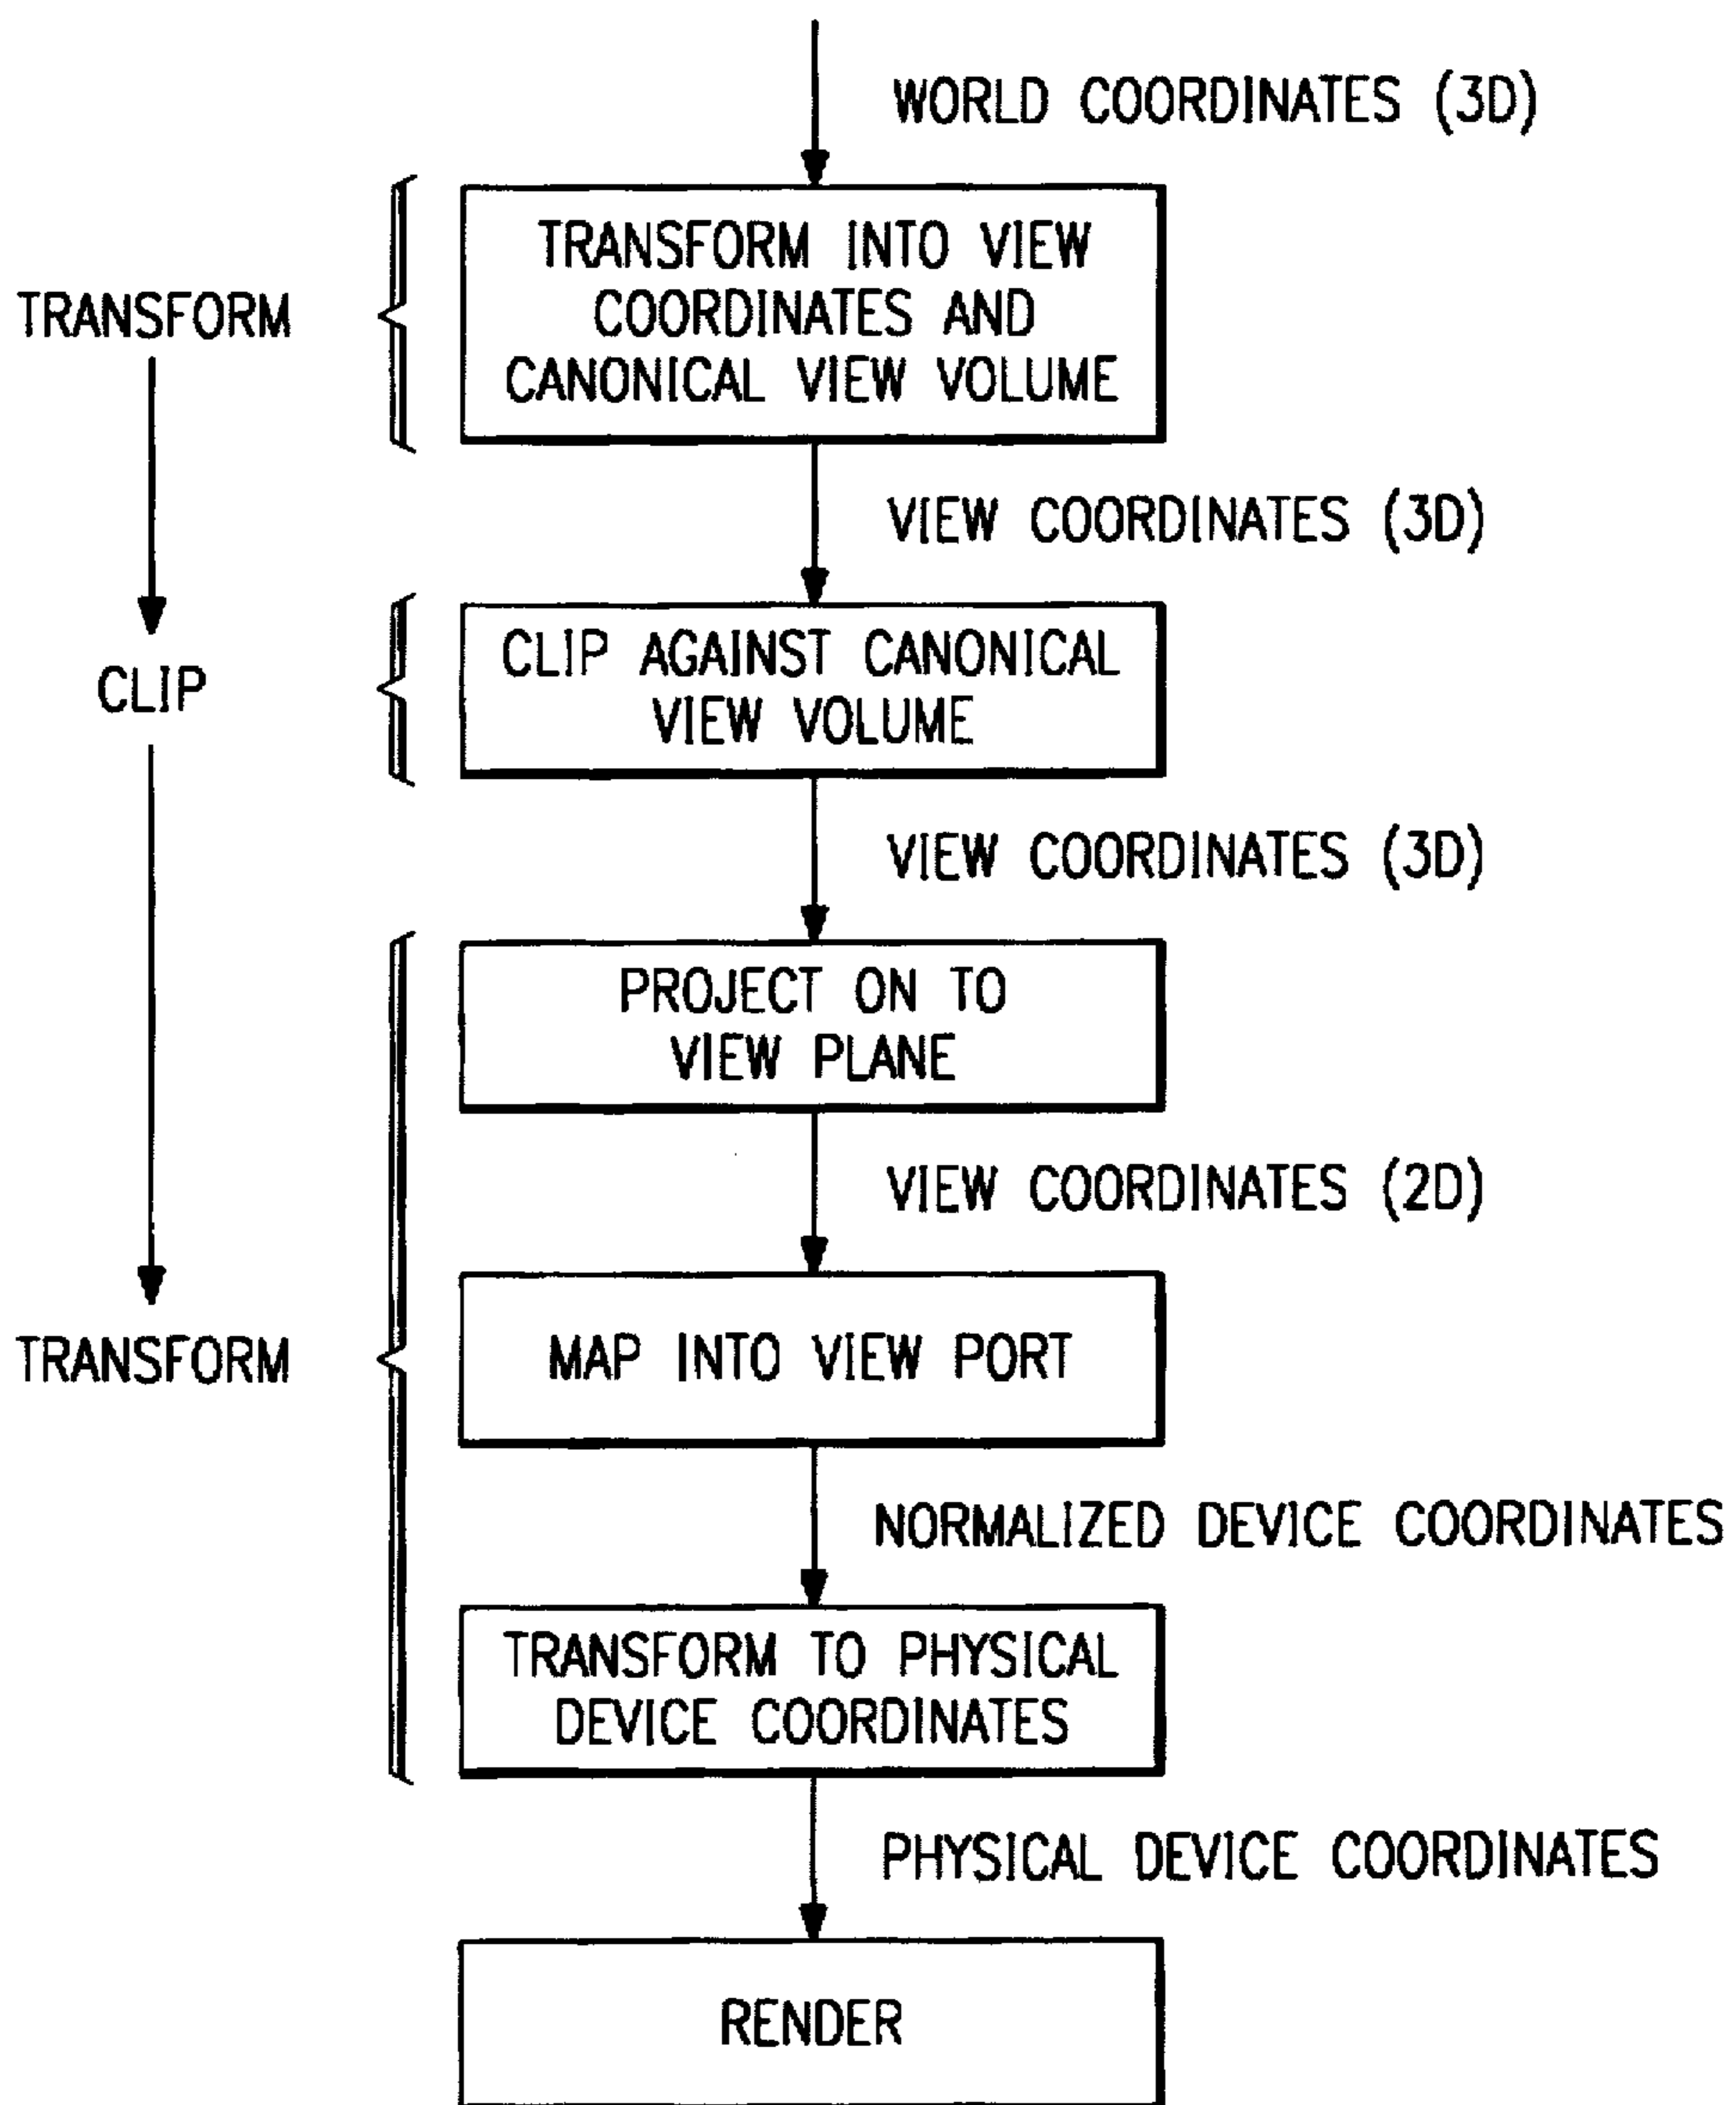 WORLD COORDINATES (3D)
TRANSFORM INTO VIEW
COORDINATES AND
CANONICAL VIEW VOLUME
TRANSFORM
VIEW COORDINATES (3D)
CLIP AGAINST CANONICAL
VIEW VOLUME
CLIP
VIEW COORDINATES (3D)
PROJECT ON TO
VIEW PLANE
VIEW COORDINATES (2D)
MAP INTO VIEW PORT
TRANSFORM
NORMALIZED DEVICE COORDINATES
TRANSFORM TO PHYSICAL
DEVICE COORDINATES
PHYSICAL DEVICE COORDINATES
RENDER